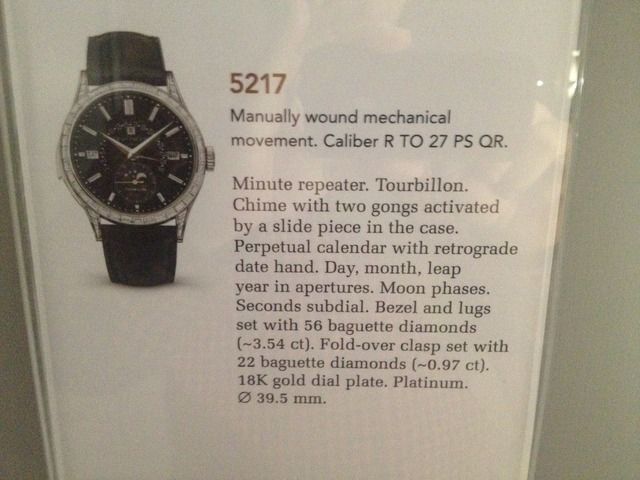 5217
Manually wound mechanical
movement. Caliber R TO 27 PS QR.
Minute repeater. Tourbillon.
Chime with two gongs activated
by a slide piece in the case.
Perpetual calendar with retrograde
date hand. Day, month, leap
year in apertures. Moon phases.
Seconds subdial. Bezel and lugs
set with 56 baguette diamonds
(~3.54 ct). Fold-over clasp set with
22 baguette diamonds (~0.97 ct).
18K gold dial plate. Platinum.
Ø 39.5 mm.